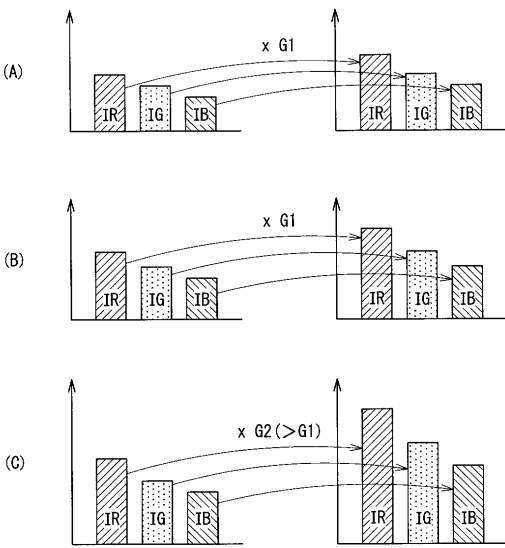 x G1
(A)
IR IG IB IR IG IB
x G1
(B)
IR IG IB IR IG IB
x G2(>G1)
(C)
IR IG IB IR IG IB